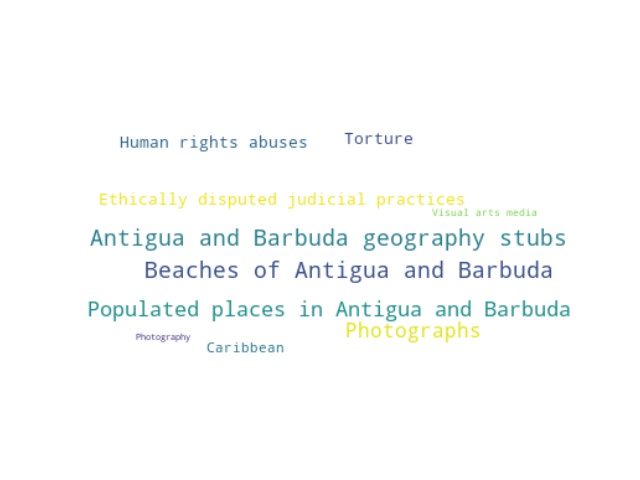 Human rights abuses
Torture
Ethically disputed judicial practices
Visual arts media
Antigua and Barbuda geography stubs
Beaches of Antigua and Barbuda
Populated places in Antigua and Barbuda
Photographs
Photography
Caribbean